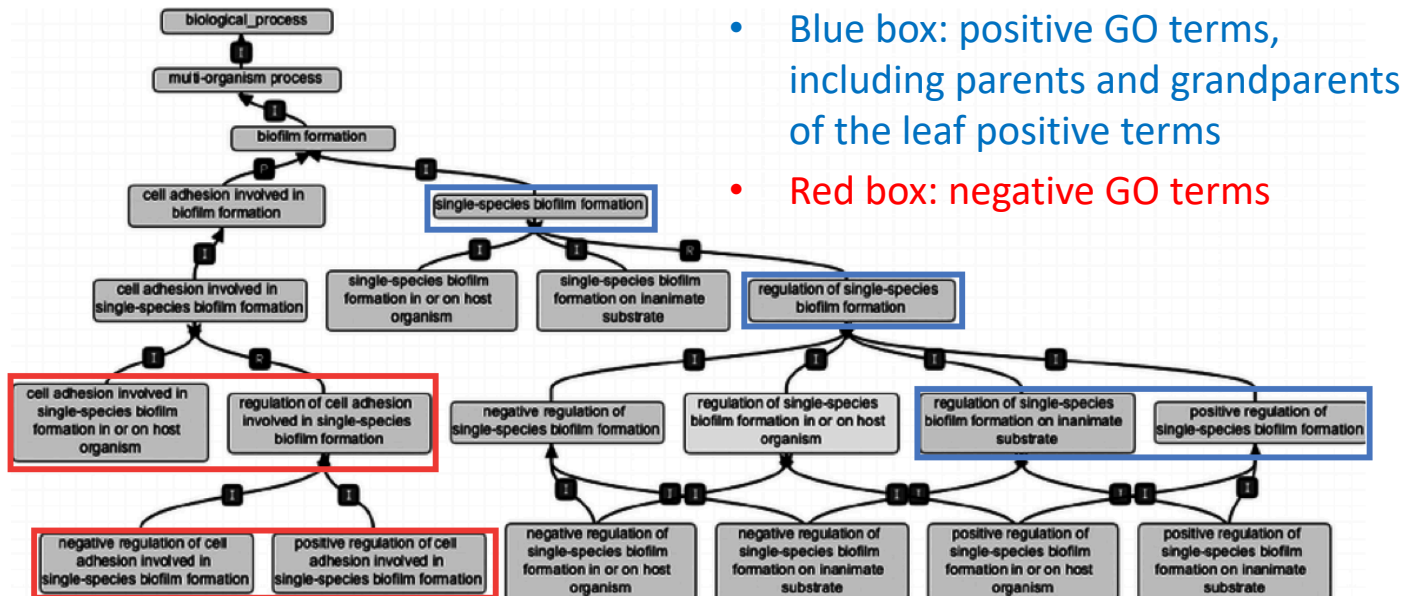 biological_process
I
multi-organism process
I
biofilm formation
P
I
cell adhesion involved in
biofilm formation
single-species biofilm formation
I
I
I
R
cell adhesion involved in
single-species biofilm formation
single-species biofilm
formation in or on host
organism
single-species biofilm
formation on inanimate
substrate
regulation of single-species
biofilm formation
I
R
I
I
I
I
cell adhesion involved in
single-species biofilm
formation in or on host
organism
regulation of cell adhesion
involved in single-species
biofilm formation
negative regulation of
single-species biofilm formation
regulation of single-species
biofilm formation in or on host
organism
regulation of single-species
biofilm formation on inanimate
substrate
positive regulation of
single-species biofilm formation
I
I
I
I
I
I
I
I
I
I
negative regulation of cell
adhesion involved in
single-species biofilm formation
positive regulation of cell
adhesion involved in
single-species biofilm formation
negative regulation of
single-species biofilm
formation in or on host
organism
negative regulation of
single-species biofilm
formation on inanimate
substrate
positive regulation of
single-species biofilm
formation in or on host
organism
positive regulation of
single-species biofilm
formation on inanimate
substrate
• Blue box: positive GO terms,
including parents and grandparents
of the leaf positive terms
• Red box: negative GO terms